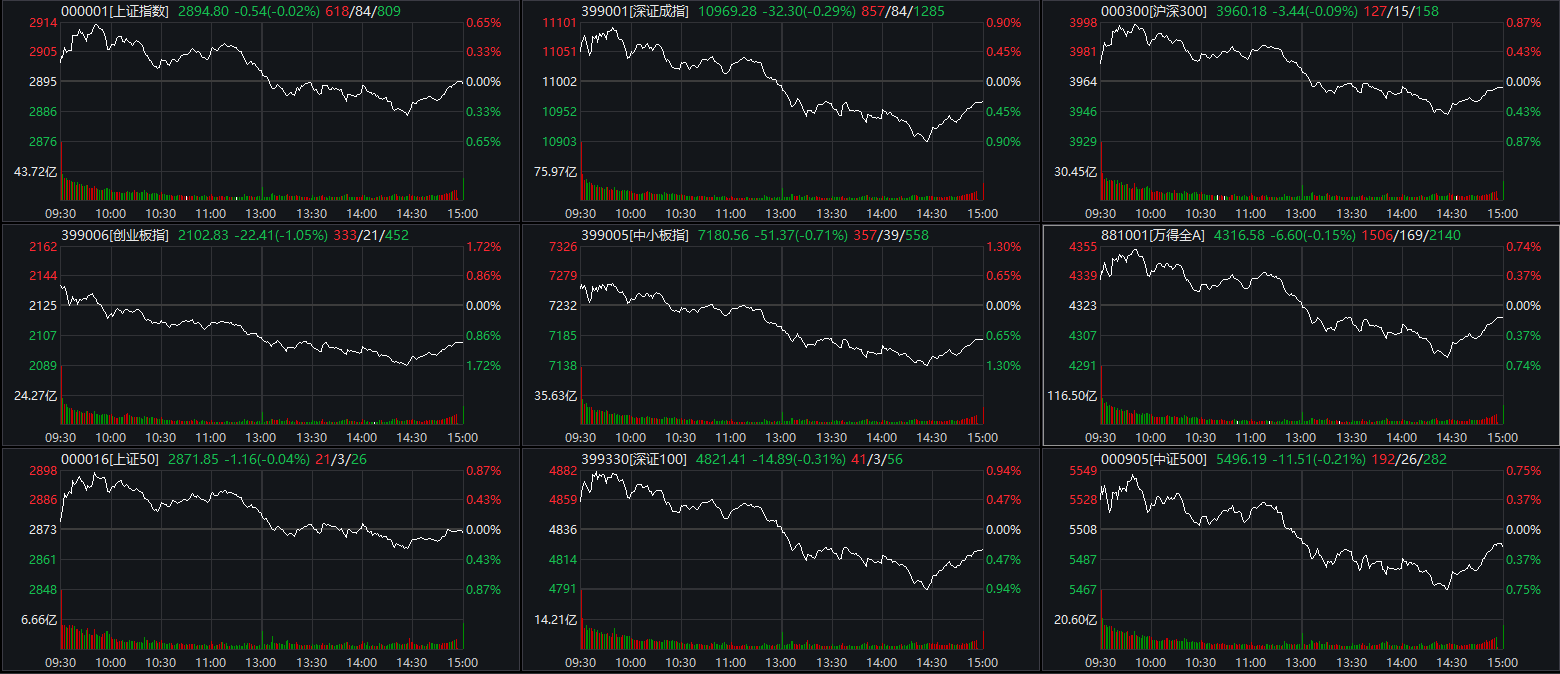 000001[上证指数] 2894.80 -0.54(-0.02%) 618/84/809
2914 0.65%
2905 0.33%
2895 0.00%
2886 0.33%
2876 0.65%
43.72亿
09:30 10:00 10:30 11:00 13:00 13:30 14:00 14:30 15:00
399001[深证成指] 10969.28 -32.30(-0.29%) 857/84/1285
11101 0.90%
11051 0.45%
11002 0.00%
10952 0.45%
10903 0.90%
75.97亿
09:30 10:00 10:30 11:00 13:00 13:30 14:00 14:30 15:00
000300[沪深300] 3960.18 -3.44(-0.09%) 127/15/158
3998 0.87%
3981 0.43%
3964 0.00%
3946 0.43%
3929 0.87%
30.45亿
09:30 10:00 10:30 11:00 13:00 13:30 14:00 14:30 15:00
399006[创业板指] 2102.83 -22.41(-1.05%) 333/21/452
2162 1.72%
2144 0.86%
2125 0.00%
2107 0.86%
2089 1.72%
24.27亿
09:30 10:00 10:30 11:00 13:00 13:30 14:00 14:30 15:00
399005[中小板指] 7180.56 -51.37(-0.71%) 357/39/558
7326 1.30%
7279 0.65%
7232 0.00%
7185 0.65%
7138 1.30%
35.63亿
09:30 10:00 10:30 11:00 13:00 13:30 14:00 14:30 15:00
881001[万得全A] 4316.58 -6.60(-0.15%) 1506/169/2140
4355 0.74%
4339 0.37%
4323 0.00%
4307 0.37%
4291 0.74%
116.50亿
09:30 10:00 10:30 11:00 13:00 13:30 14:00 14:30 15:00
000016[上证50] 2871.85 -1.16(-0.04%) 21/3/26
2898 0.87%
2886 0.43%
2873 0.00%
2861 0.43%
2848 0.87%
6.66亿
09:30 10:00 10:30 11:00 13:00 13:30 14:00 14:30 15:00
399330[深证100] 4821.41 -14.89(-0.31%) 41/3/56
4882 0.94%
4859 0.47%
4836 0.00%
4814 0.47%
4791 0.94%
14.21亿
09:30 10:00 10:30 11:00 13:00 13:30 14:00 14:30 15:00
000905[中证500] 5496.19 -11.51(-0.21%) 192/26/282
5549 0.75%
5528 0.37%
5508 0.00%
5487 0.37%
5467 0.75%
20.60亿
09:30 10:00 10:30 11:00 13:00 13:30 14:00 14:30 15:00